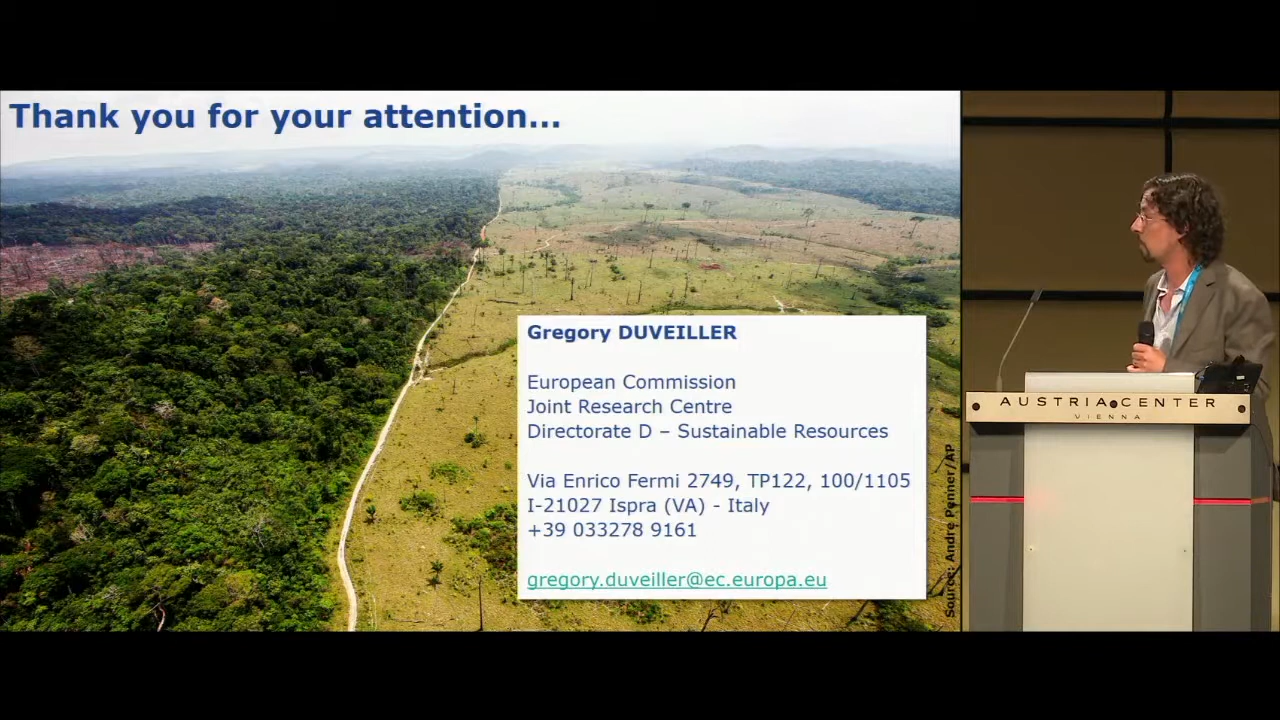 Thank you for your attention...
Gregory DUVEILLER
European Commission
Joint Research Centre
Directorate D – Sustainable Resources
Via Enrico Fermi 2749, TP122, 100/1105
I-21027 Ispra (VA) - Italy
+39 033278 9161
gregory.duveiller@ec.europa.eu
Source: Andre Penner/AP
AUSTRIA CENTER
VIENNA